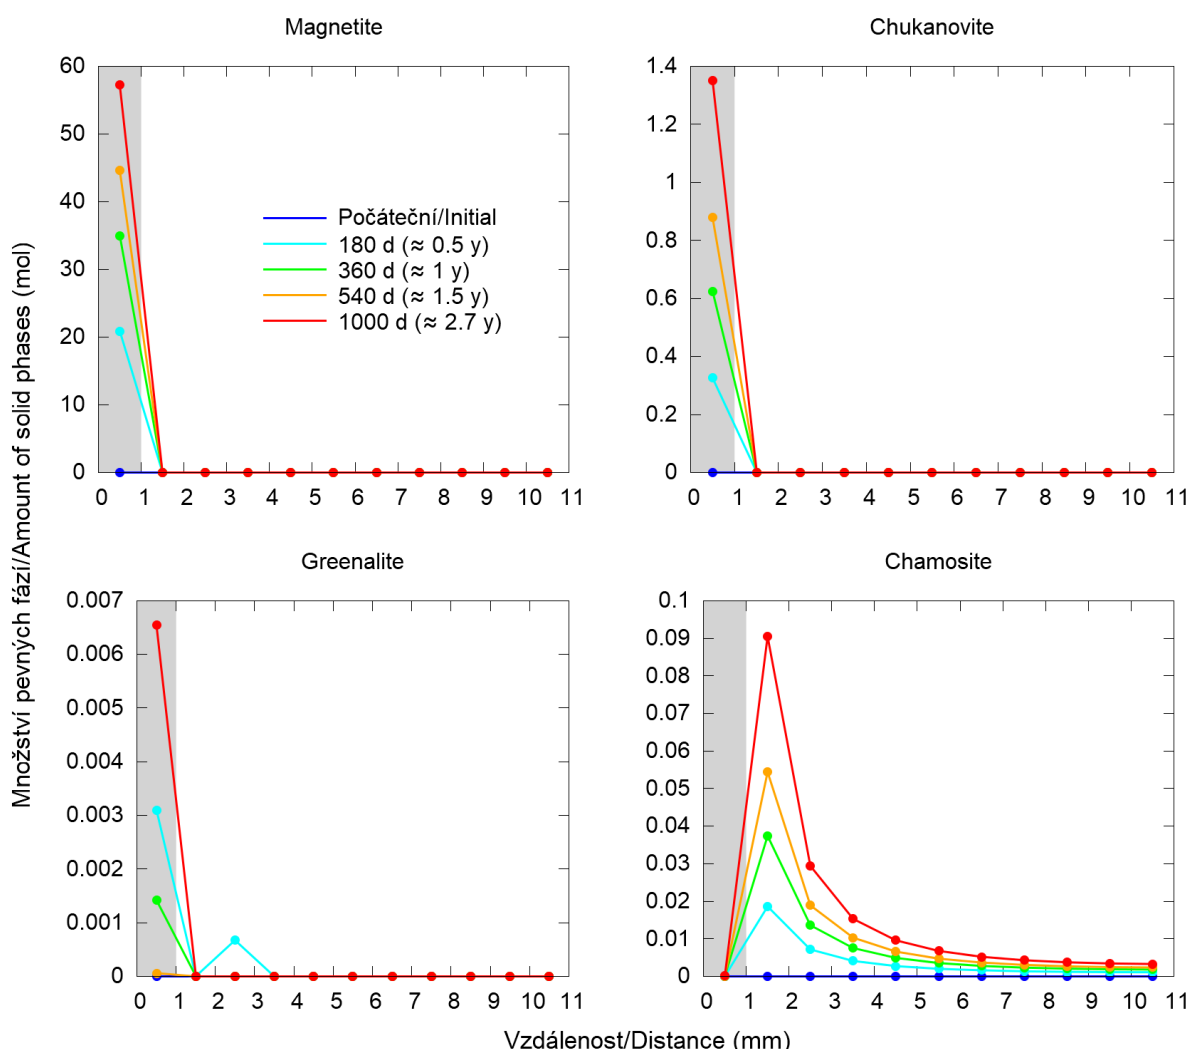 Magnetite
60
50
40
30
20
10
0
0 1 2 3 4 5 6 7 8 9 10 11
Počáteční/Initial
180 d (≈ 0.5 y)
360 d (≈ 1 y)
540 d (≈ 1.5 y)
1000 d (≈ 2.7 y)
Chukanovite
1.4
1.2
1
0.8
0.6
0.4
0.2
0
0 1 2 3 4 5 6 7 8 9 10 11
Množství pevných fází/Amount of solid phases (mol)
Greenalite
0.007
0.006
0.005
0.004
0.003
0.002
0.001
0
0 1 2 3 4 5 6 7 8 9 10 11
Chamosite
0.1
0.09
0.08
0.07
0.06
0.05
0.04
0.03
0.02
0.01
0
0 1 2 3 4 5 6 7 8 9 10 11
Vzdálenost/Distance (mm)